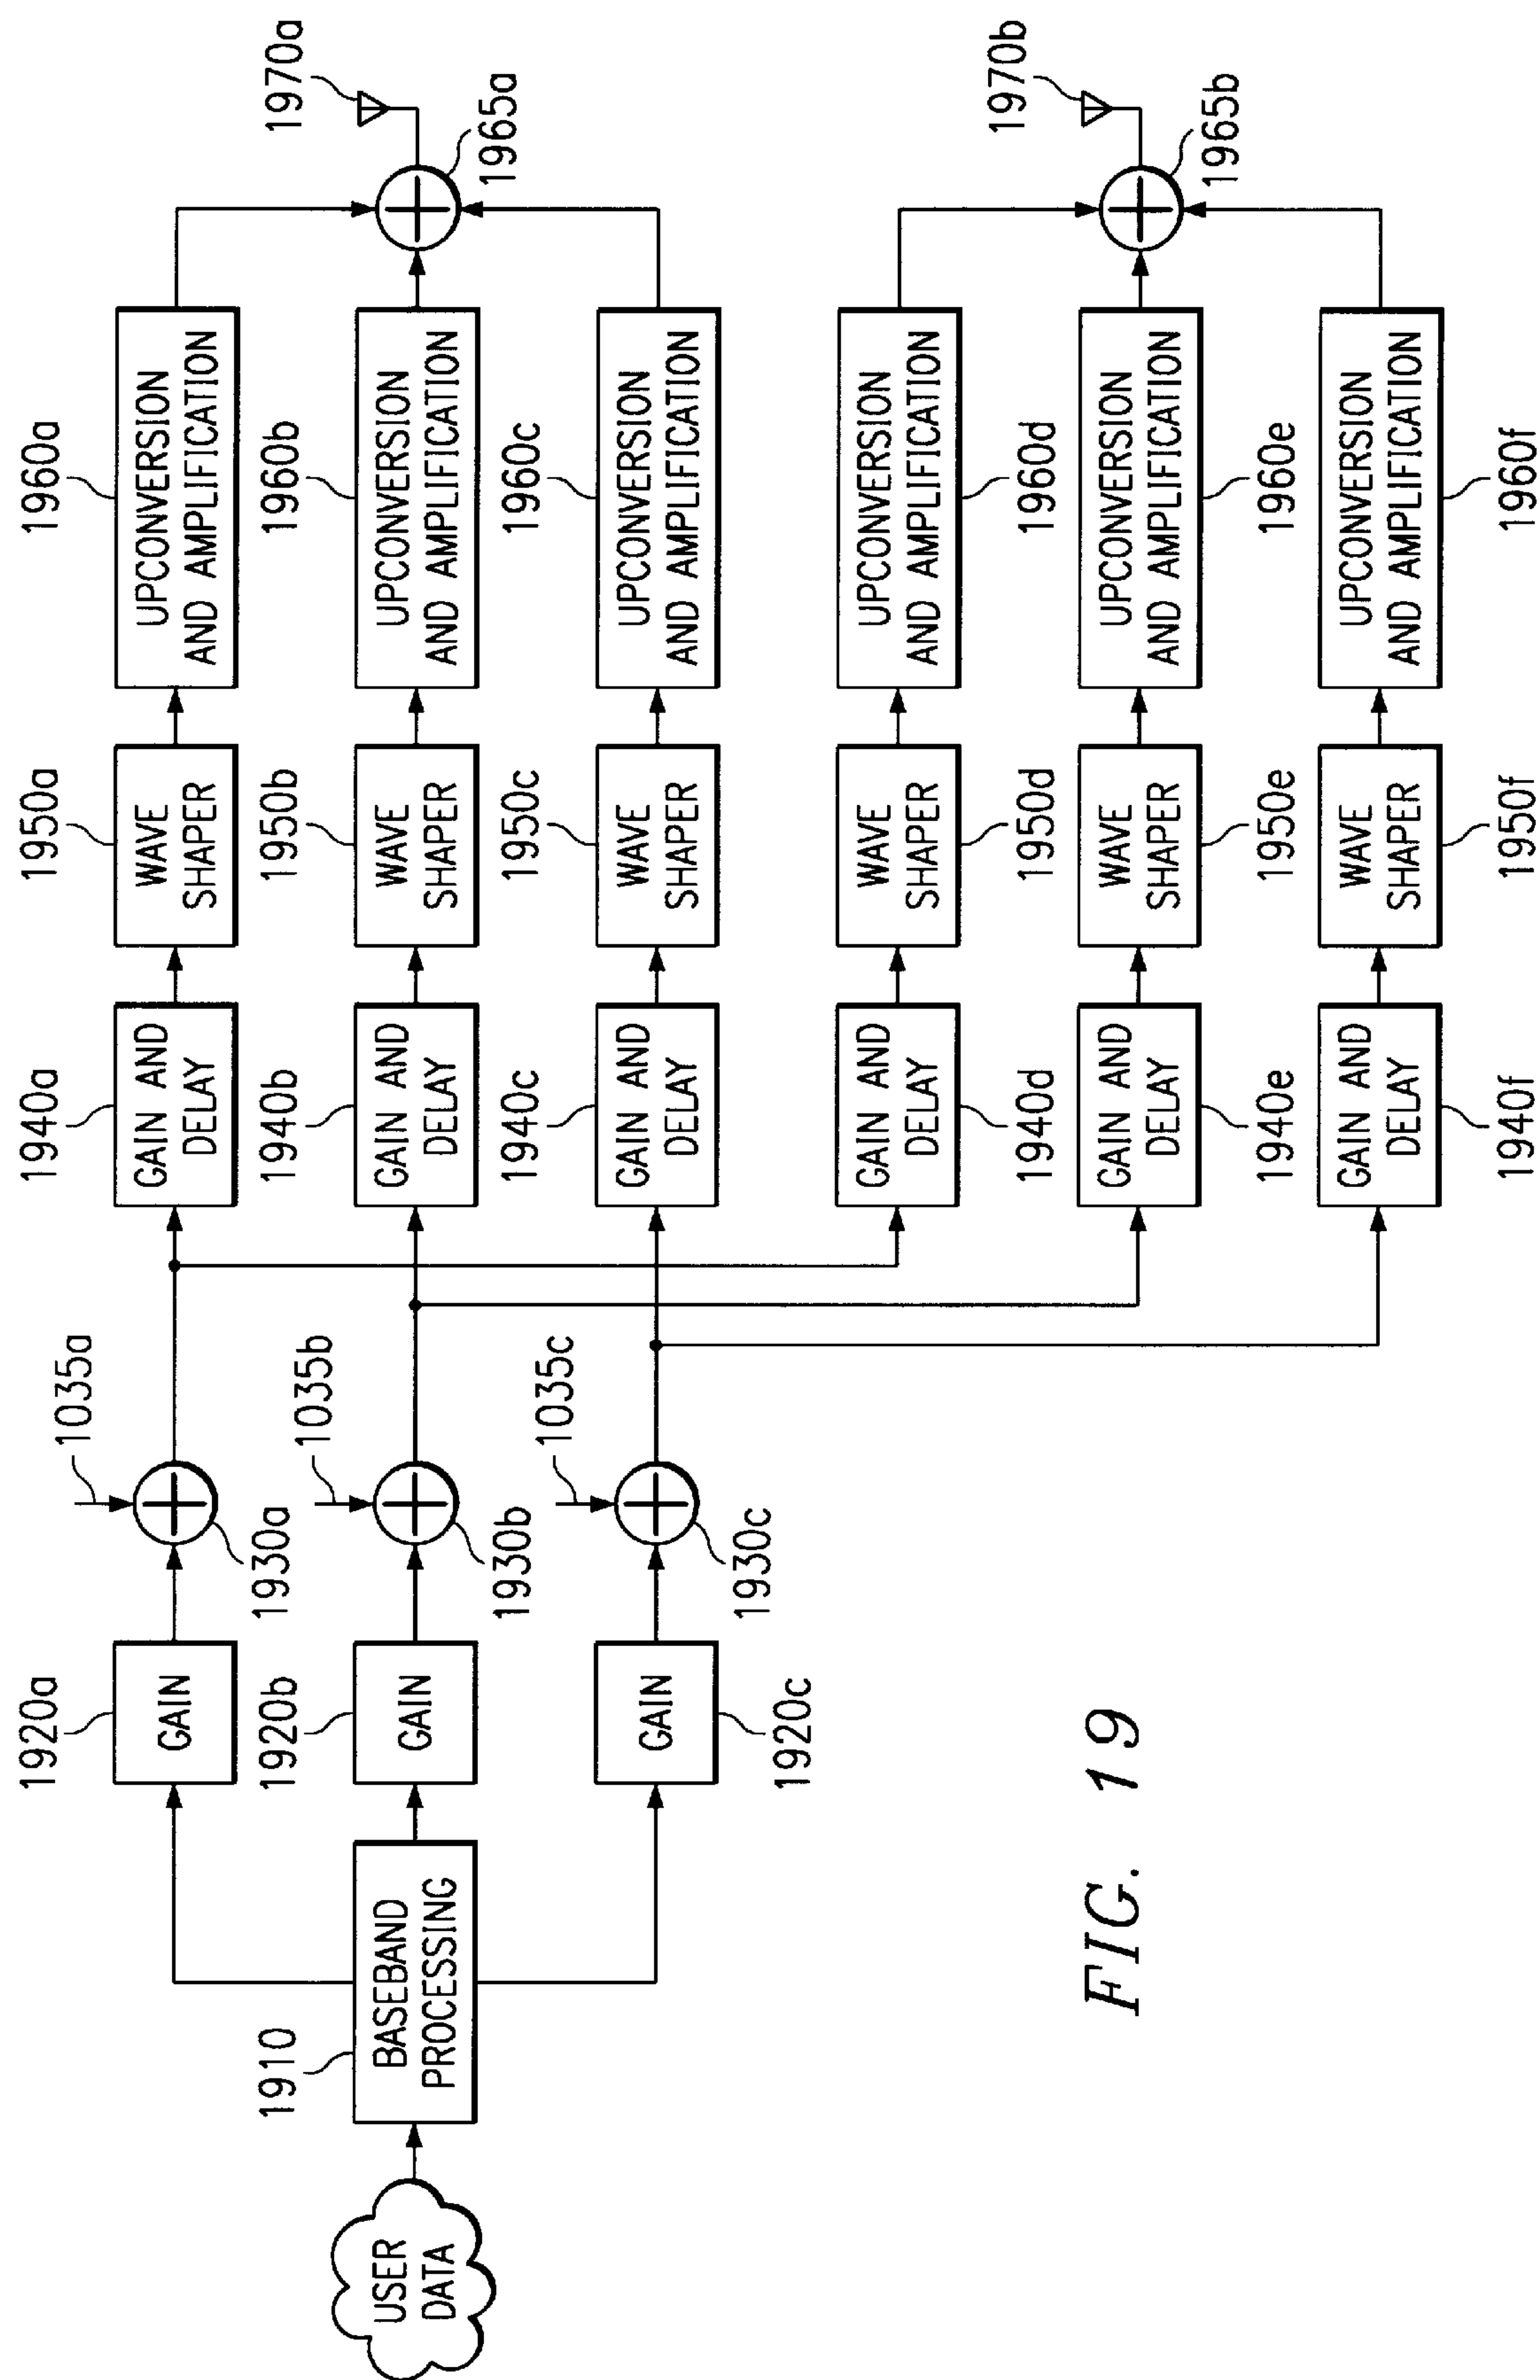 USER
DATA
1910
BASEBAND
PROCESSING
1920a
GAIN
1920b
GAIN
1920c
GAIN
1035a
1930a
1035b
1930b
1035c
1930c
1940a
GAIN AND
DELAY
1940b
GAIN AND
DELAY
1940c
GAIN AND
DELAY
1940d
GAIN AND
DELAY
1940e
GAIN AND
DELAY
1940f
GAIN AND
DELAY
1950a
WAVE
SHAPER
1950b
WAVE
SHAPER
1950c
WAVE
SHAPER
1950d
WAVE
SHAPER
1950e
WAVE
SHAPER
1950f
WAVE
SHAPER
1960a
UPCONVERSION
AND AMPLIFICATION
1960b
UPCONVERSION
AND AMPLIFICATION
1960c
UPCONVERSION
AND AMPLIFICATION
1960d
UPCONVERSION
AND AMPLIFICATION
1960e
UPCONVERSION
AND AMPLIFICATION
1960f
UPCONVERSION
AND AMPLIFICATION
1970a
1965a
1970b
1965b
FIG. 19